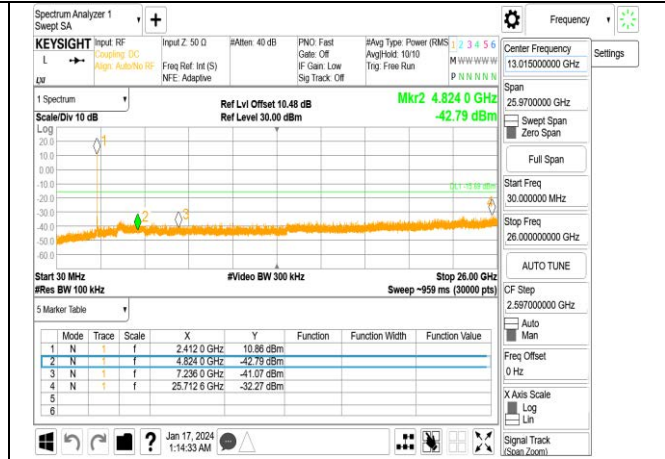 Spectrum Analyzer 1
Swept SA
Frequency
KEYSIGHT Input: RF Input Z: 50 Ω #Atten: 40 dB PNO: Fast #Avg Type: Power (RMS 1 2 3 4 5 6
L Coupling: DC Gate: Off Avg|Hold: 10/10 M W W W W W
Align: Auto/No RF Freq Ref: Int (S) IF Gain: Low Trig: Free Run
NFE: Adaptive Sig Track: Off P N N N N N
LXI
Settings
1 Spectrum
Ref Lvl Offset 10.48 dB
Mkr2 4.824 0 GHz
Scale/Div 10 dB
Ref Level 30.00 dBm
-42.79 dBm
Log
20.0
10.0
0.00
-10.0
-20.0
-30.0
-40.0
-50.0
-60.0
1
2
3
Start 30 MHz
#Video BW 300 kHz
Stop 26.00 GHz
#Res BW 100 kHz
Sweep ~959 ms (30000 pts)
5 Marker Table
Mode Trace Scale X Y Function Function Width Function Value
1 N 1 f 2.412 0 GHz 10.86 dBm
2 N 1 f 4.824 0 GHz -42.79 dBm
3 N 1 f 7.236 0 GHz -41.07 dBm
4 N 1 f 25.712 6 GHz -32.27 dBm
5
6
Jan 17, 2024
1:14:33 AM
Center Frequency
13.015000000 GHz
Span
25.9700000 GHz
Swept Span
Zero Span
Full Span
Start Freq
30.000000 MHz
Stop Freq
26.000000000 GHz
AUTO TUNE
CF Step
2.597000000 GHz
Auto
Man
Freq Offset
0 Hz
X Axis Scale
Log
Lin
Signal Track
(Span Zoom)